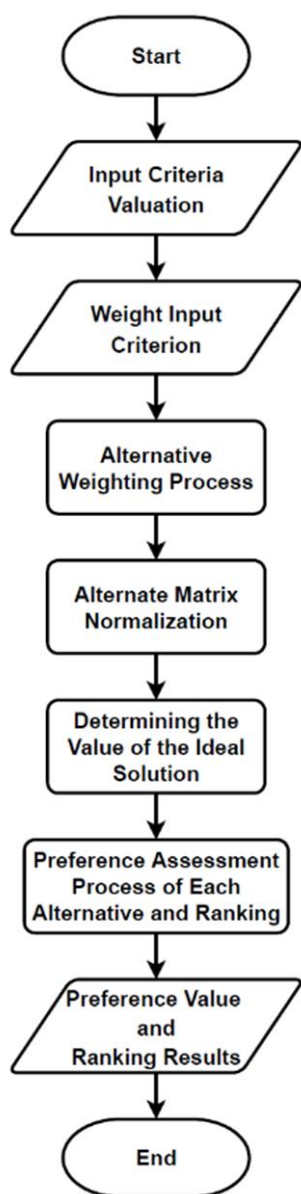 Start
Input Criteria
Valuation
Weight Input
Criterion
Alternative
Weighting Process
Alternate Matrix
Normalization
Determining the
Value of the Ideal
Solution
Preference Assessment
Process of Each
Alternative and Ranking
Preference Value
and
Ranking Results
End